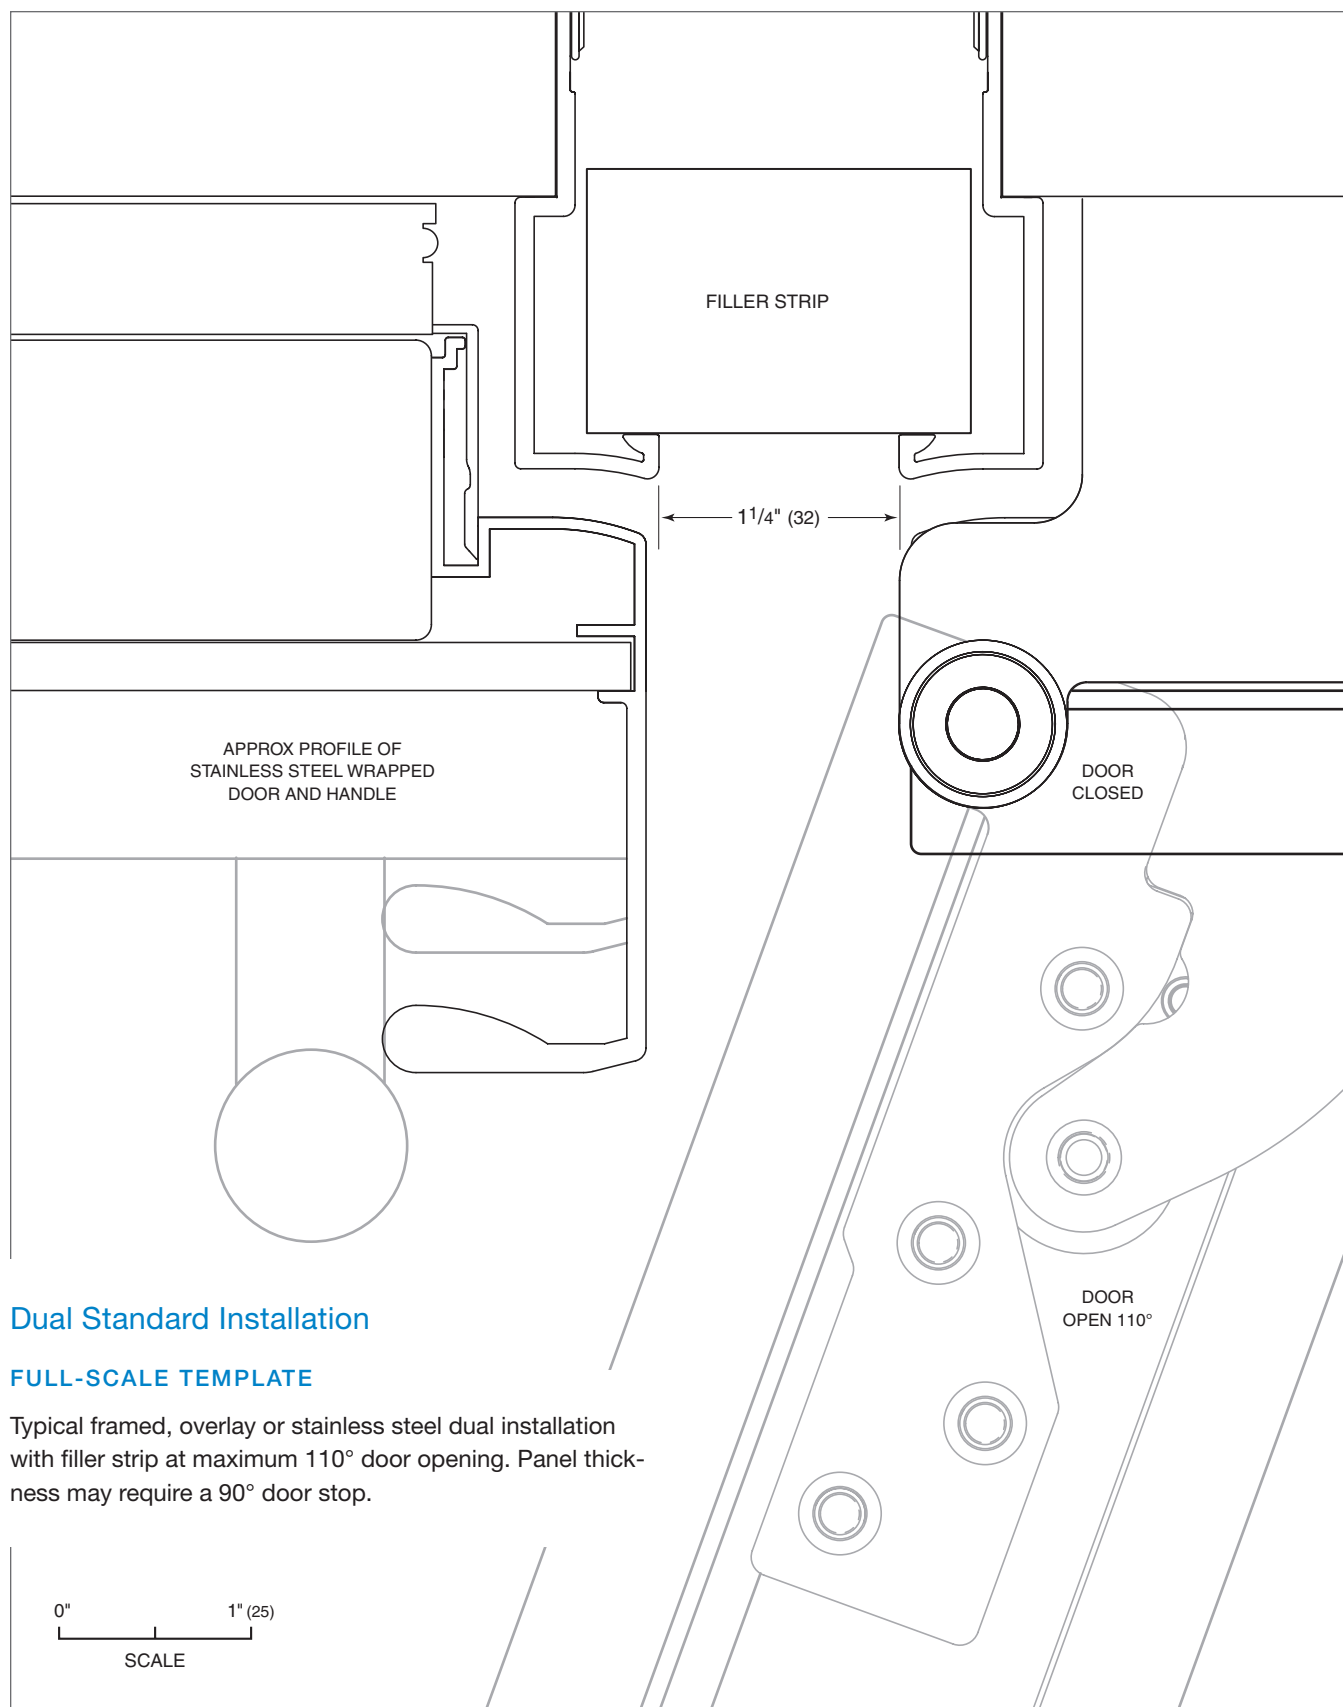 FILLER STRIP
1 1/4" (32)
APPROX PROFILE OF
STAINLESS STEEL WRAPPED
DOOR AND HANDLE
DOOR
CLOSED
DOOR
OPEN 110°
Dual Standard Installation
FULL-SCALE TEMPLATE
Typical framed, overlay or stainless steel dual installation
with filler strip at maximum 110° door opening. Panel thick-
ness may require a 90° door stop.
0" 1" (25)
SCALE